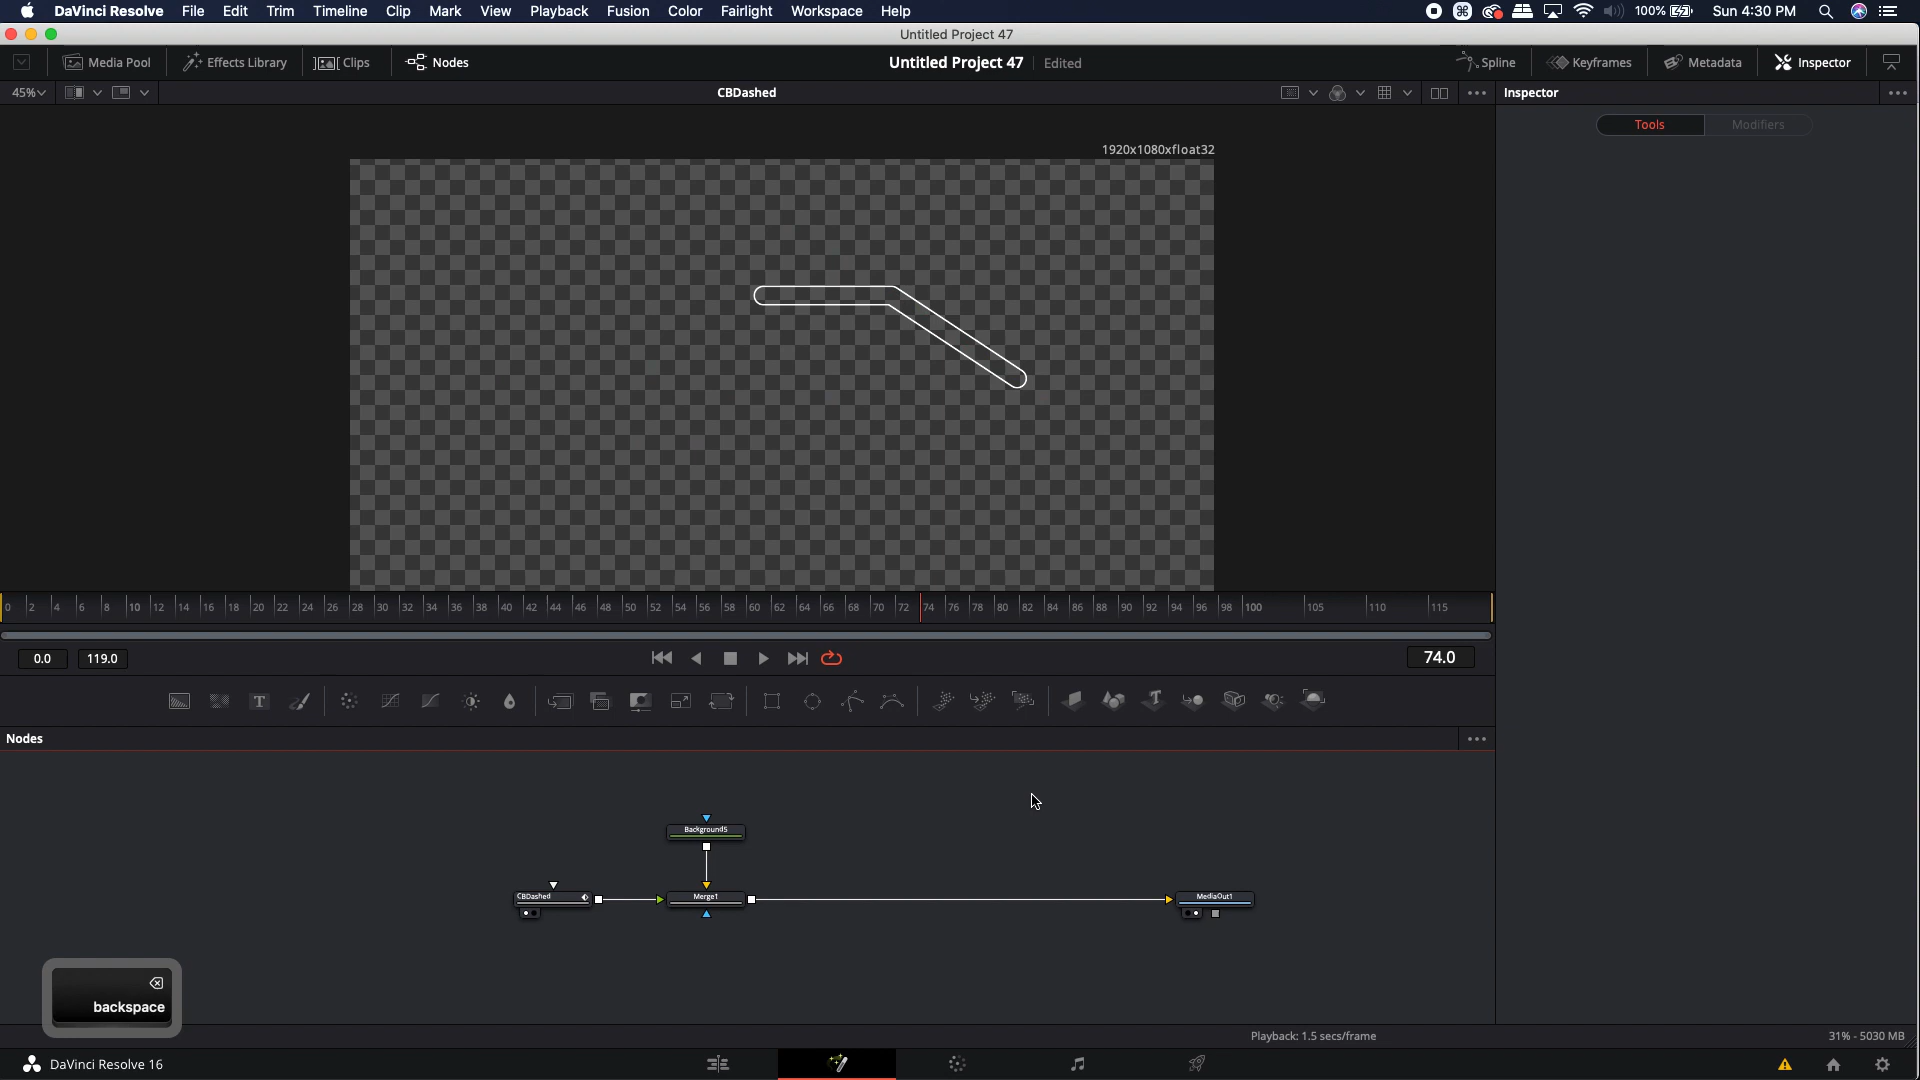 DaVinci Resolve File Edit Trim Timeline Clip Mark View Playback Fusion Color Fairlight Workspace Help 100% Sun 4:30 PM
Untitled Project 47
Media Pool Effects Library Clips Nodes Untitled Project 47 Edited Spline Keyframes Metadata Inspector
45% CBDashed Inspector
Tools Modifiers
1920x1080xfloat32
0 2 4 6 8 10 12 14 16 18 20 22 24 26 28 30 32 34 36 38 40 42 44 46 48 50 52 54 56 58 60 62 64 66 68 70 72 74 76 78 80 82 84 86 88 90 92 94 96 98 100 105 110 115
0.0 119.0 74.0
T T
Nodes
Background5
CBDashed Merge1 MediaOut1
backspace
Playback: 1.5 secs/frame 31% - 5030 MB
DaVinci Resolve 16